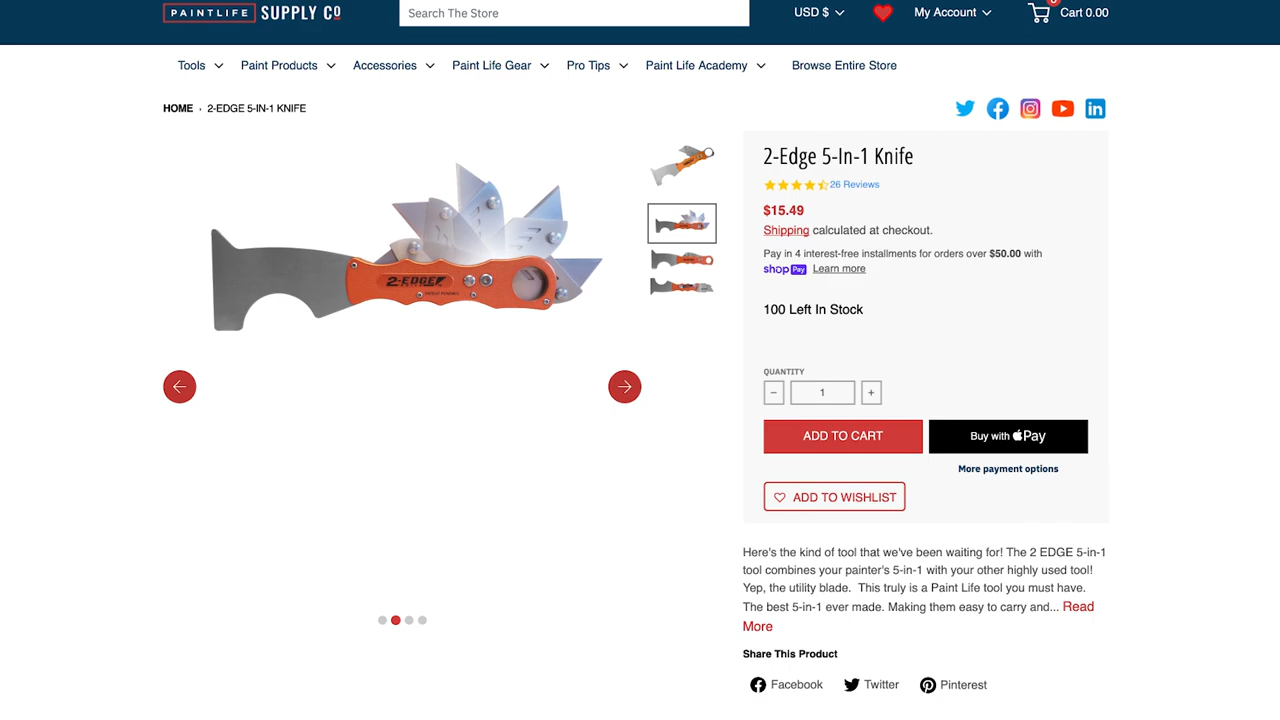 PAINTLIFE SUPPLY CO
Search The Store
USD $
My Account
Cart 0.00
Tools
Paint Products
Accessories
Paint Life Gear
Pro Tips
Paint Life Academy
Browse Entire Store
HOME › 2-EDGE 5-IN-1 KNIFE
2-EDGE
PATENT PENDING
2-Edge 5-In-1 Knife
26 Reviews
$15.49
Shipping calculated at checkout.
Pay in 4 interest-free installments for orders over $50.00 with
shop Pay Learn more
100 Left In Stock
QUANTITY
− 1 +
ADD TO CART
Buy with Pay
More payment options
ADD TO WISHLIST
Here's the kind of tool that we've been waiting for! The 2 EDGE 5-in-1
tool combines your painter's 5-in-1 with your other highly used tool!
Yep, the utility blade. This truly is a Paint Life tool you must have.
The best 5-in-1 ever made. Making them easy to carry and... Read
More
Share This Product
Facebook
Twitter
Pinterest